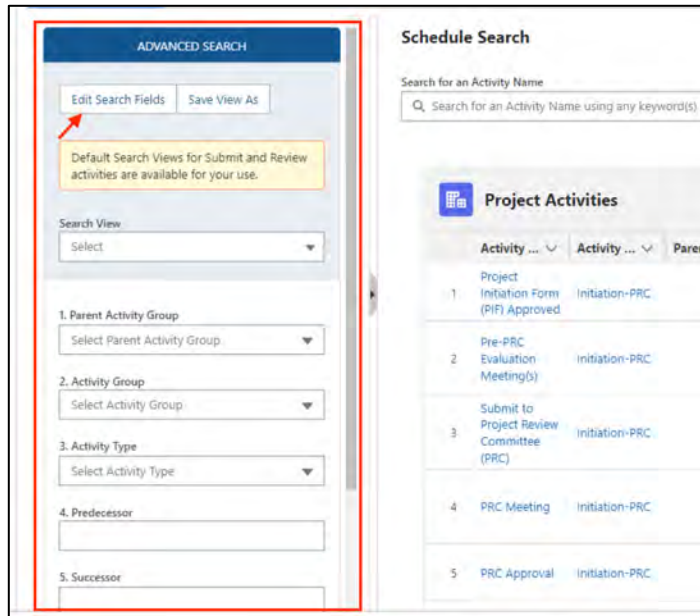 ADVANCED SEARCH
Edit Search Fields
Save View As
Default Search Views for Submit and Review
activities are available for your use.
Search View
Select
1. Parent Activity Group
Select Parent Activity Group
2. Activity Group
Select Activity Group
3. Activity Type
Select Activity Type
4. Predecessor
5. Successor
Schedule Search
Search for an Activity Name
Search for an Activity Name using any keyword(s)
Project Activities
Activity ... Activity ... Pare
1 Project
Initiation Form
(PIF) Approved
Initiation-PRC
2 Pre-PRC
Evaluation
Meeting(s)
Initiation-PRC
3 Submit to
Project Review
Committee
(PRC)
Initiation-PRC
4 PRC Meeting Initiation-PRC
5 PRC Approval Initiation-PRC